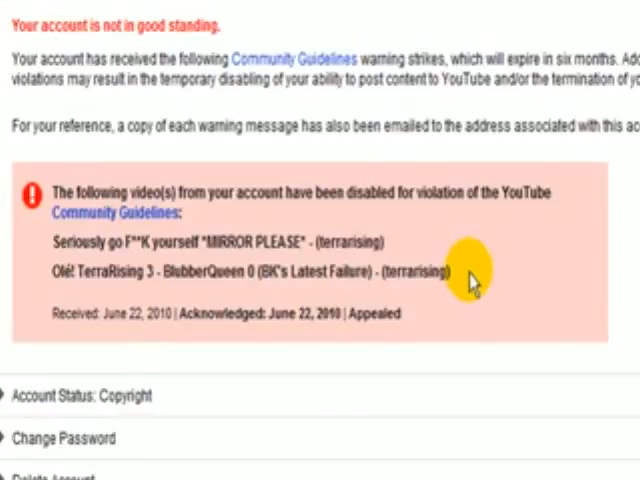 Your account is not in good standing.
Your account has received the following Community Guidelines warning strikes, which will expire in six months.
violations may result in the temporary disabling of your ability to post content to YouTube and/or the termination of
For your reference, a copy of each warning message has also been emailed to the address associated with this
The following video(s) from your account have been disabled for violation of the YouTube
Community Guidelines:
Seriously go F**K yourself *MIRROR PLEASE* - (terrarising)
Olé! TerraRising 3 - BlubberQueen 0 (BK's Latest Failure) - (terrarising)
Received: June 22, 2010 | Acknowledged: June 22, 2010 | Appealed
Account Status: Copyright
Change Password
Delete Account